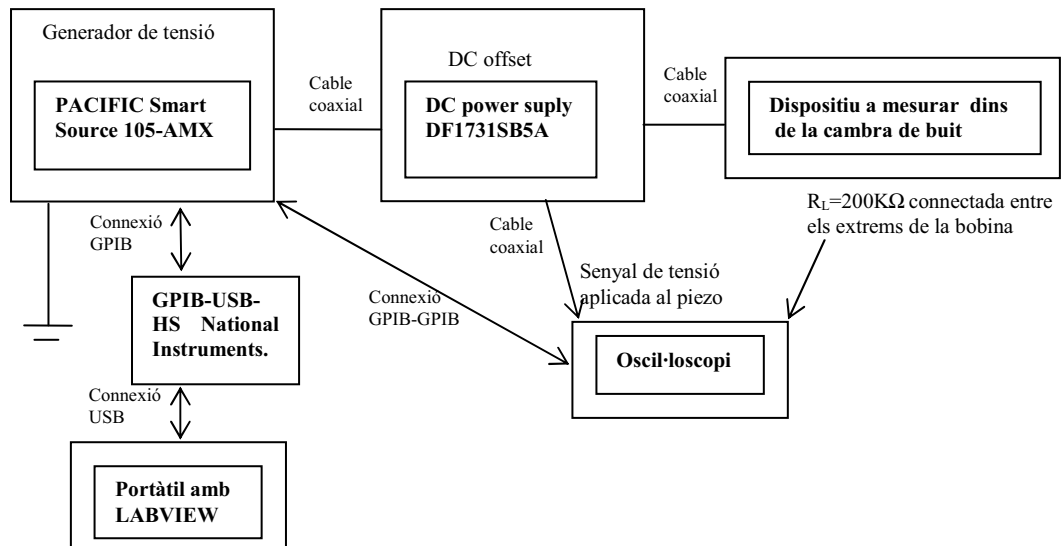 Generador de tensió
PACIFIC Smart
Source 105-AMX
Cable
coaxial
DC offset
DC power suply
DF1731SB5A
Cable
coaxial
Dispositiu a mesurar dins
de la cambra de buit
Connexió
GPIB
Cable
coaxial
R_L=200KΩ connectada entre
els extrems de la bobina
GPIB-USB-
HS National
Instruments.
Connexió
GPIB-GPIB
Senyal de tensió
aplicada al piezo
Oscil·loscopi
Connexió
USB
Portàtil amb
LABVIEW